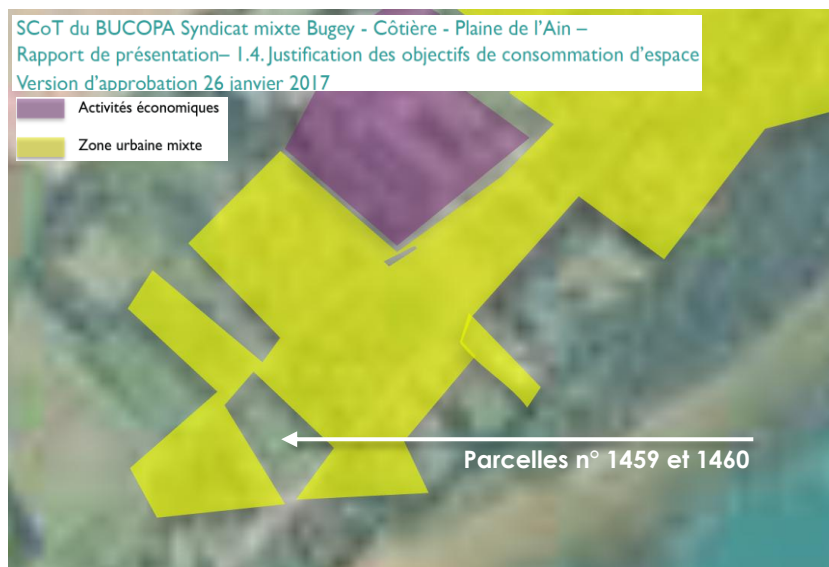 SCoT du BUCOPA Syndicat mixte Bugey - Côtière - Plaine de l'Ain –
Rapport de présentation– 1.4. Justification des objectifs de consommation d'espace
Version d'approbation 26 janvier 2017
Activités économiques
Zone urbaine mixte
Parcelles n° 1459 et 1460